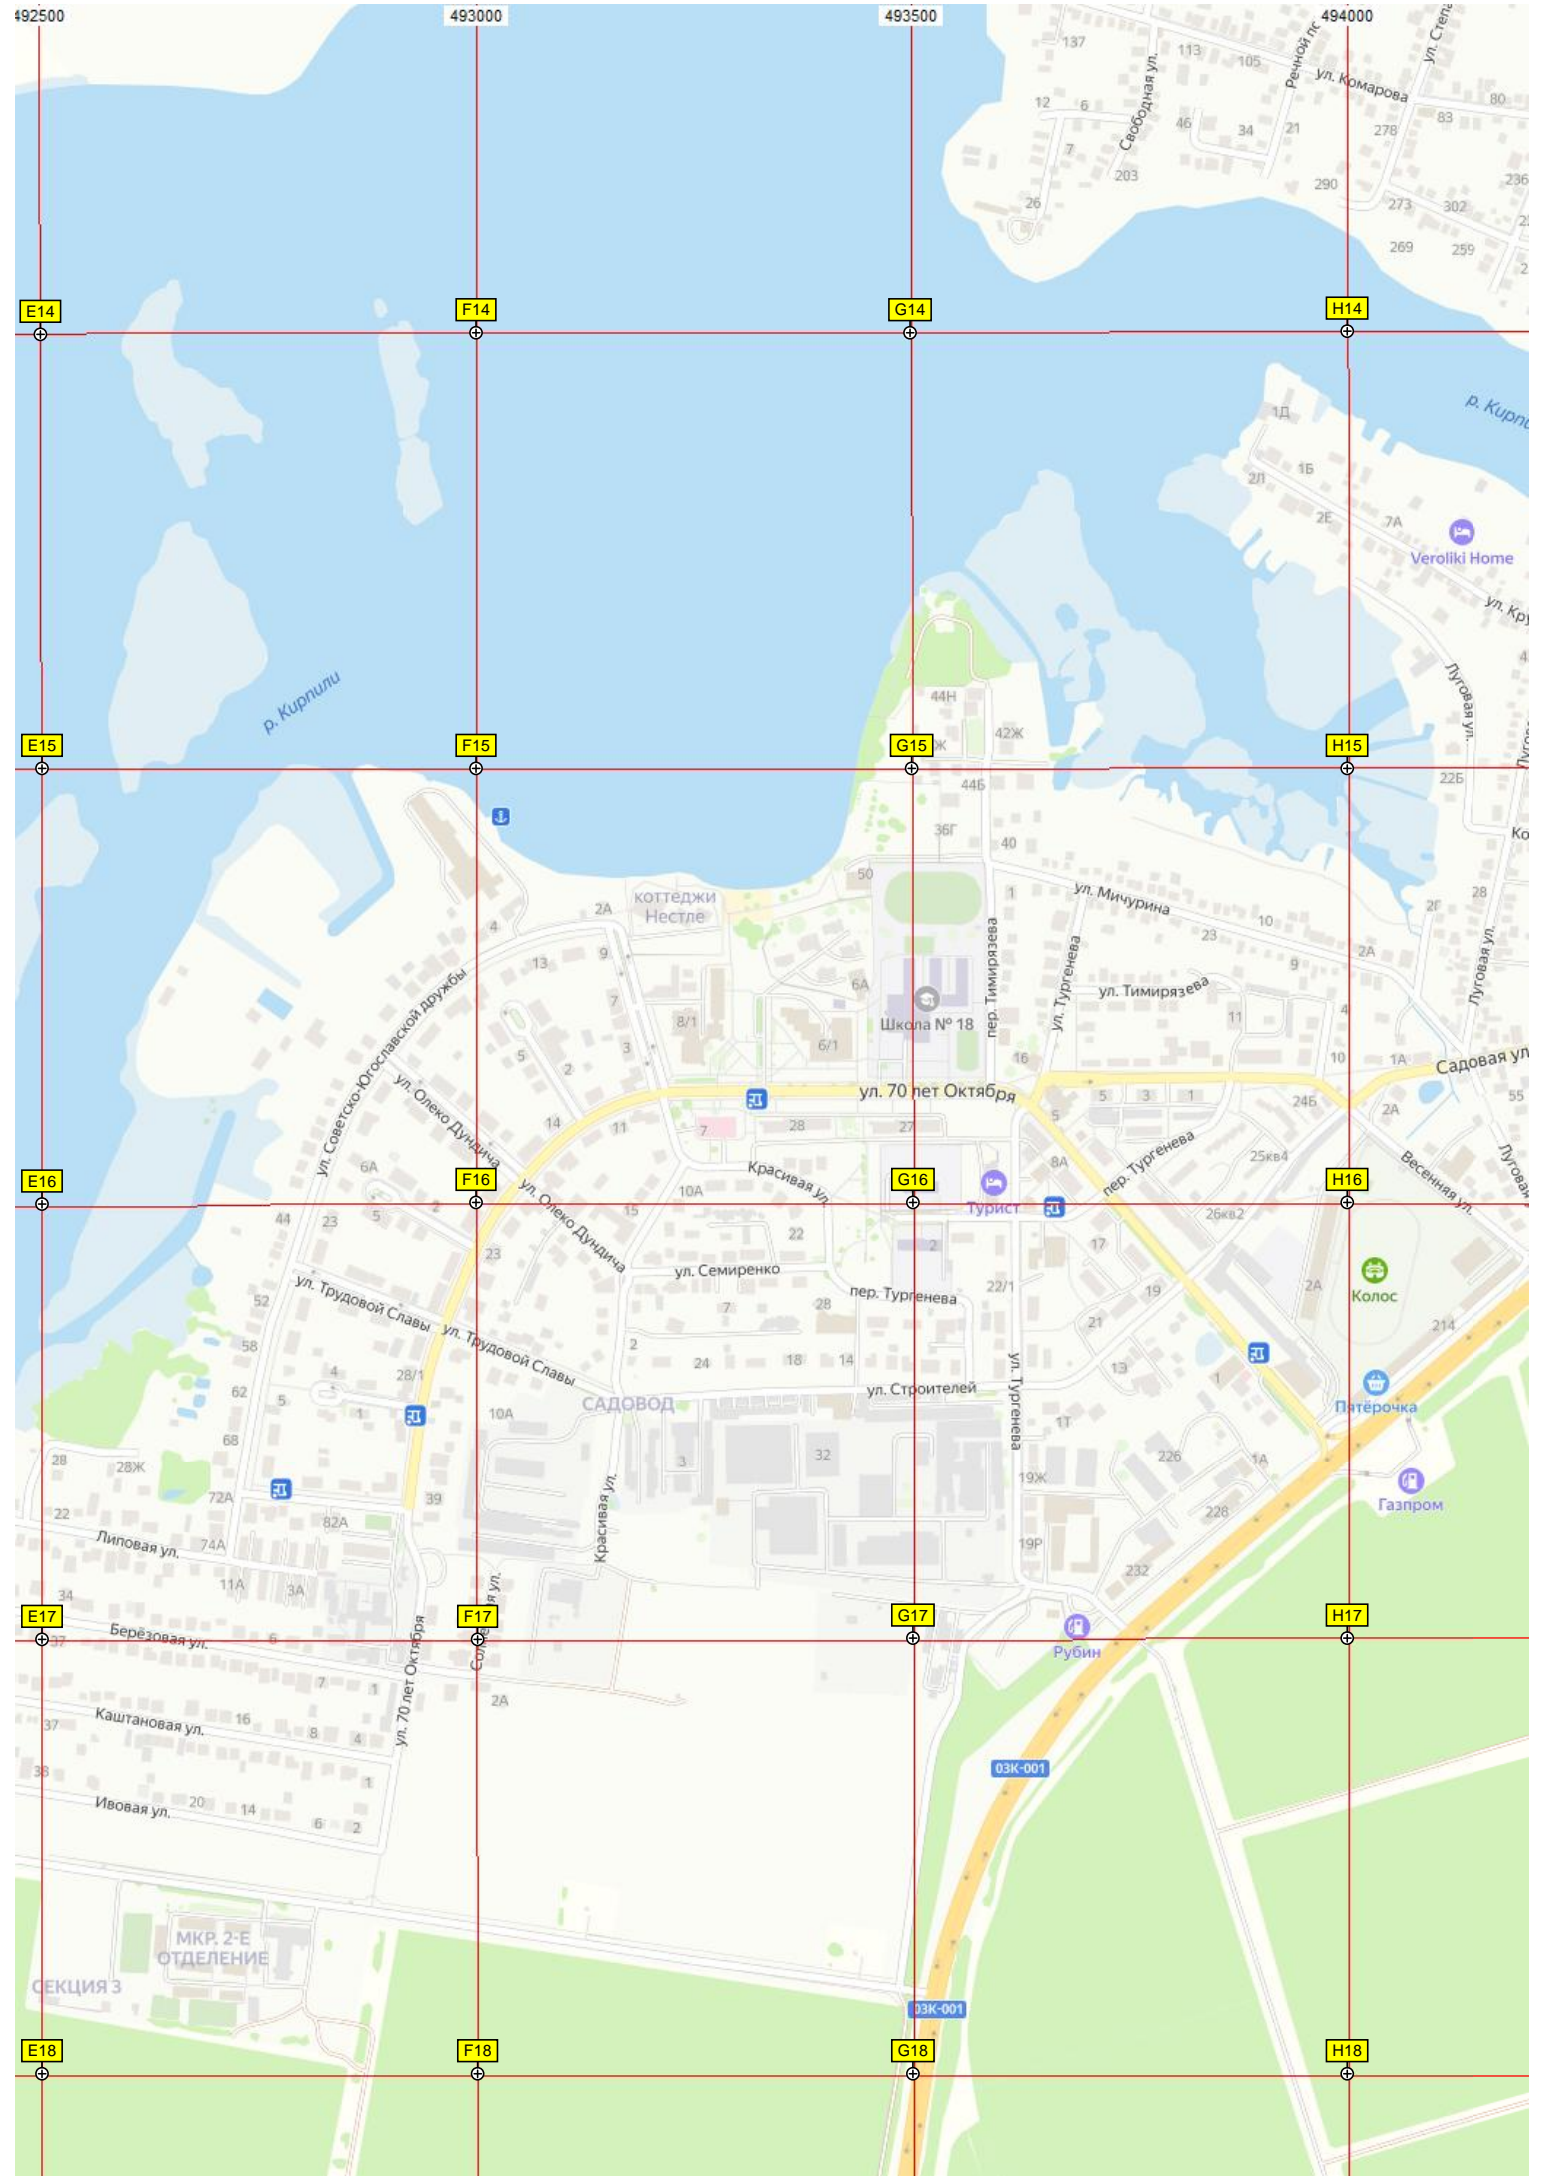 492500 493000 493500 494000
137
113
105
Речной
ул. Комарова
Свободная ул.
80
83
12
6
46
34
21
278
7
203
290
236
26
273
302
269
259
E14
F14
G14
H14
р. Кирпи
1Д
1Б
2Л
2Е
7А
Veroliki Home
ул. Кру
р. Кирпили
44Н
42Ж
Ж
Луговая ул.
E15
F15
G15
H15
44Б
22Б
36Г
40
Ко
50
коттеджи
Нестле
2А
4
1
ул. Мичурина
10
28
2Г
13
9
23
2А
9
Луговая ул.
6А
пер. Тимирязева
ул. Тургенева
ул. Тимирязева
7
8/1
Школа № 18
11
4
5
3
6/1
2
16
10
1А
Садовая ул
ул. Советско-Югославской дружбы
ул. Олеко Дундича
ул. 70 лет Октября
5
3
1
24Б
2А
55
14
11
7
28
27
5
6А
Красивая ул.
8А
пер. Тургенева
25кв4
Весенняя ул.
Луговая
E16
F16
G16
H16
10А
Турист
2
5
44
23
15
ул. Олеко Дундича
26кв2
22
2
17
23
ул. Семиренко
22/1
19
2А
Колос
ул. Трудовой Славы
52
пер. Тургенева
7
28
21
214
58
ул. Трудовой Славы
2
24
18
14
13
4
28/1
62
ул. Строителей
ул. Тургенева
1
Пятёрочка
5
1
10А
САДОВОД
1Т
68
32
3
226
1А
28
28Ж
19Ж
72А
39
Красивая ул.
228
Газпром
22
82А
Липовая ул.
74А
19Р
11А
3А
232
34
E17
F17
G17
H17
37
Берёзовая ул.
6
Рубин
7
1
2А
ул. 70 лет Октября
Каштановая ул.
37
16
8
4
38
1
03К-001
Ивовая ул.
20
14
6
2
МКР. 2-Е
ОТДЕЛЕНИЕ
СЕКЦИЯ 3
03К-001
E18
F18
G18
H18